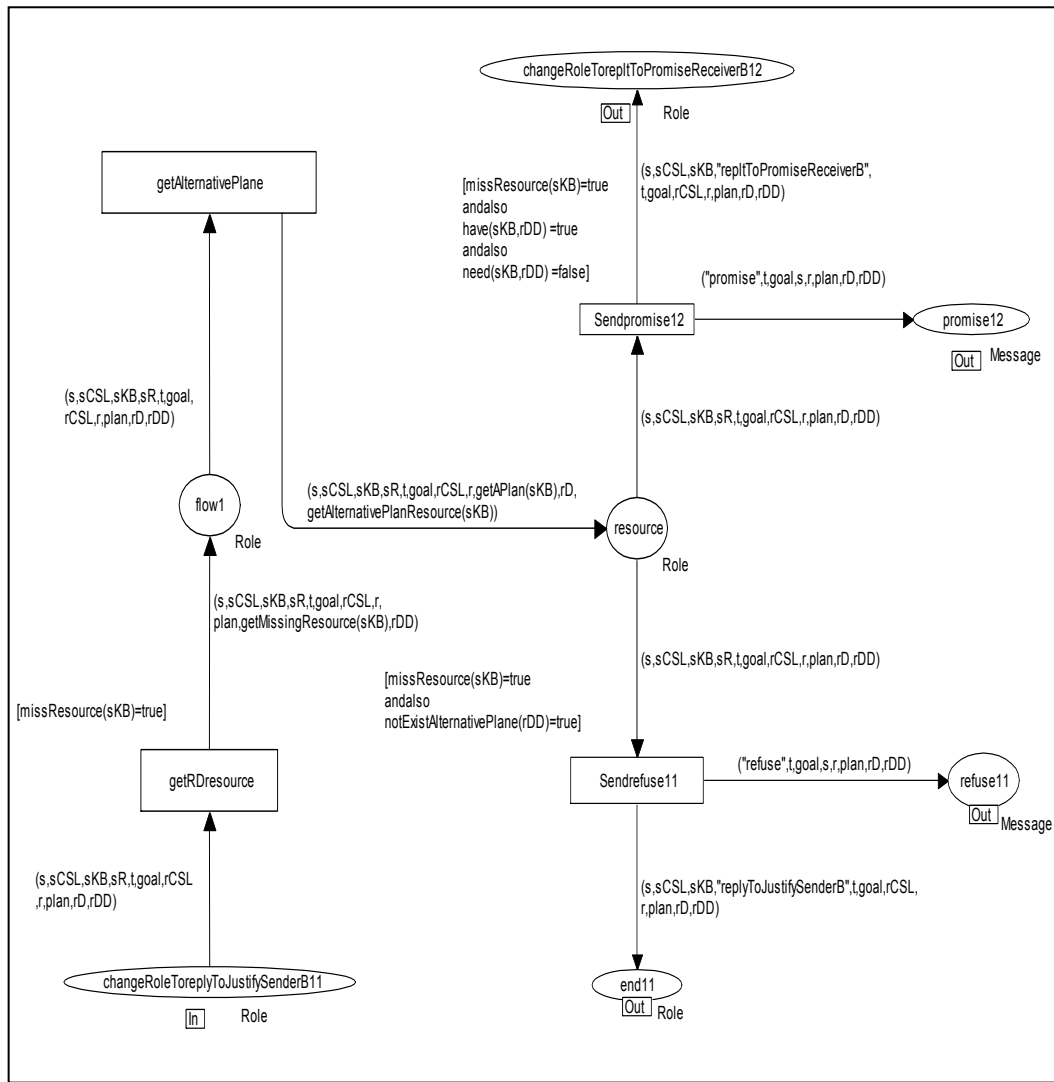 changeRoleTorepltToPromiseReceiverB12
Out
Role
getAlternativePlane
[missResource(sKB)=true
andalso
have(sKB,rDD) =true
andalso
need(sKB,rDD) =false]
(s,sCSL,sKB,"repltToPromiseReceiverB",
t,goal,rCSL,r,plan,rD,rDD)
("promise",t,goal,s,r,plan,rD,rDD)
Sendpromise12
promise12
Out
Message
(s,sCSL,sKB,sR,t,goal,
rCSL,r,plan,rD,rDD)
(s,sCSL,sKB,sR,t,goal,rCSL,r,plan,rD,rDD)
flow1
Role
(s,sCSL,sKB,sR,t,goal,rCSL,r,getAPlan(sKB),rD,
getAlternativePlanResource(sKB))
resource
Role
(s,sCSL,sKB,sR,t,goal,rCSL,r,
plan,getMissingResource(sKB),rDD)
(s,sCSL,sKB,sR,t,goal,rCSL,r,plan,rD,rDD)
[missResource(sKB)=true]
[missResource(sKB)=true
andalso
notExistAlternativePlane(rDD)=true]
getRDresource
Sendrefuse11
("refuse",t,goal,s,r,plan,rD,rDD)
refuse11
Out
Message
(s,sCSL,sKB,sR,t,goal,rCSL
,r,plan,rD,rDD)
(s,sCSL,sKB,"replyToJustifySenderB",t,goal,rCSL,
r,plan,rD,rDD)
changeRoleToreplyToJustifySenderB11
In
Role
end11
Out
Role